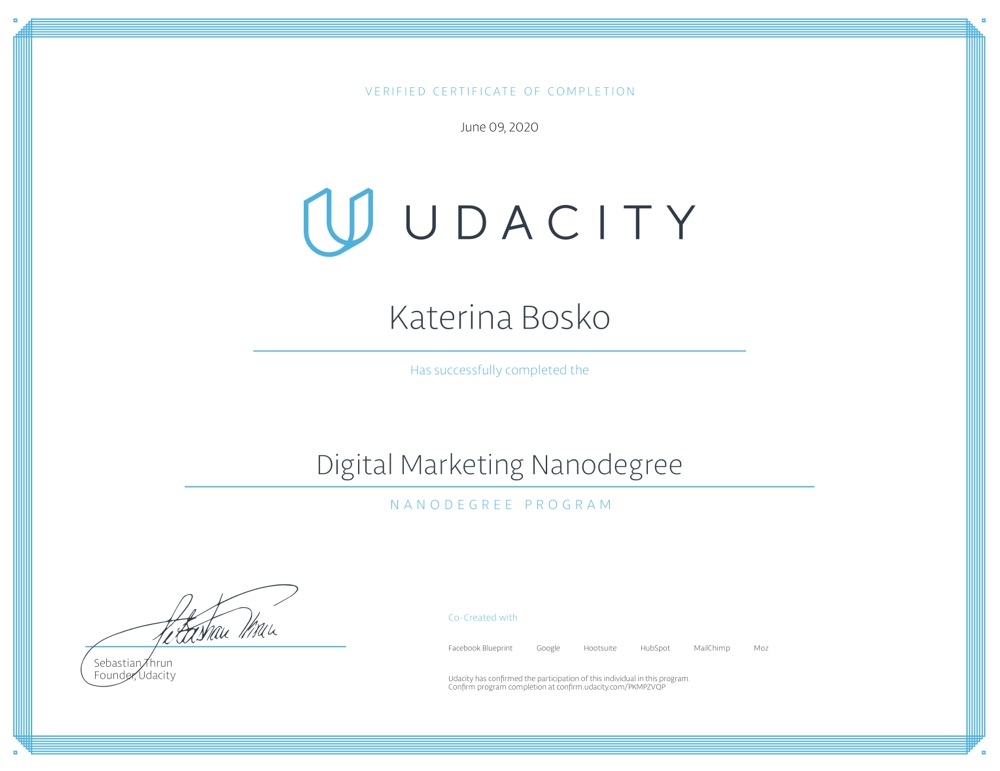 VERIFIED CERTIFICATE OF COMPLETION
June 09, 2020
UDACITY
Katerina Bosko
Has successfully completed the
Digital Marketing Nanodegree
NANODEGREE PROGRAM
Sebastian Thrun
Sebastian Thrun
Founder, Udacity
Co-Created with
Facebook Blueprint Google Hootsuite HubSpot MailChimp Moz
Udacity has confirmed the participation of this individual in this program.
Confirm program completion at confirm.udacity.com/PKMPZVQP